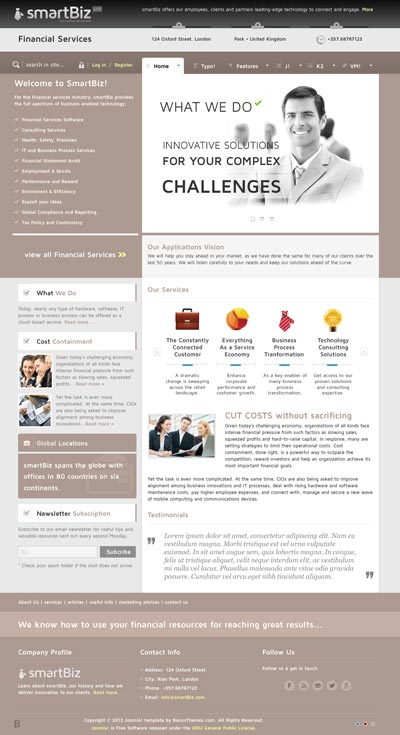 smartBiz
smartBiz offers our employees, clients and partners leading-edge technology to connect and engage. More
Financial Services
124 Oxford Street, London
Park • United Kingdom
+357.68787123
search in site...
Log in / Register
Home
Typo!
Features
J!
K2
VM!
Welcome to SmartBiz!
For the financial services industry, smartBiz provides
the full spectrum of business enabled technology:
Financial Services Software
Consulting Services
Health, Safety, Premises
IT and Business Process Services
Financial Statement Audit
Employment & Skinds
Performance and Reward
Enviroment & Efficiency
Exploit your ideas
Global Compliance and Reporting
Tax Policy and Controversy
view all Financial Services >>
WHAT WE DO
INNOVATIVE SOLUTIONS
FOR YOUR COMPLEX
CHALLENGES
Our Applications Vision
We will help you stay ahead in your market, as we have done the same for many of our clients over the
last 50 years. We will listen carefully to your needs and keep our solutions ahead of the curve.
What We Do
Today, nearly any type of hardware, software, IT
process or business process can be offered as a
cloud-based service. Read more ...
Cost Containment
Given today's challenging economy,
organizations of all kinds face
intense financial pressure from such
factors as slowing sales, squeezed
profits... Read more »
Yet the task is even more
complicated. At the same time, CIOs
are also being asked to improve
alignment among business
innovations. Read more »
Global Locations
smartBiz spans the globe with
offices in 80 countries on six
continents.
Newsletter Subscription
Subscribe to our email newsletter for useful tips and
valuable resources sent out every second Monday.
Subscribe
* Check your spam folder if the mail does not arrive.
Our Services
The Constantly
Connected
Customer
A dramatic
change is sweeping
across the retail
landscape.
Everything
As a Service
Economy
Enhance
corporate
performance and
customer growth.
Business
Process
Tranformation
As a key enabler of
many business
process
transformation.
Technology
Consulting
Solutions
Get access to our
proven solutions
and consulting
expertise.
CUT COSTS without sacrificing
Given today's challenging economy, organizations of all kinds face
intense financial pressure from such factors as slowing sales,
squeezed profits and hard-to-raise capital. In response, many are
setting strategies to limit their operational costs. Cost
containment, done right, is a powerful way to outpace the
competition, reward investors and help an organization achieve its
most important financial goals.
Yet the task is even more complicated. At the same time, CIOs are also being asked to improve
alignment among business innovations and IT processes, deal with rising hardware and software
maintenance costs, pay higher employee expenses, and connect with, manage and secure a new wave
of mobile computing and communications devices.
Testimonials
Lorem ipsum dolor sit amet, consectetur adipiscing elit. Nam eu
vestibulum magna. Morbi tristique est vel urna vulputate
euismod. In sit amet augue sem, quis lobortis magna. In congue,
felis ut tristique aliquet, velit neque interdum elit, ac vestibulum
mi nulla vel lacus. Phasellus malesuada ante vitae odio gravida
posuere. Curabitur vel arcu eget nibh tincidunt aliquam.
About Us | services | articles | useful info | marketing advices | contact us
We know how to use your financial resources for reaching great results...
Company Profile
smartBiz
Learn about smartBiz, our history and how we
deliver innovation to our clients. Read more...
Contact Info
Address: 124 Oxford Street
City: Rian Park, London
Phone: +357.68787123
Email: info@smartbiz.com
Follow Us
Follow us & get in touch.
B
Copyright © 2013 Joomla! template by BonusThemes.com. All Rights Reserved.
Joomla! is Free Software released under the GNU General Public License.